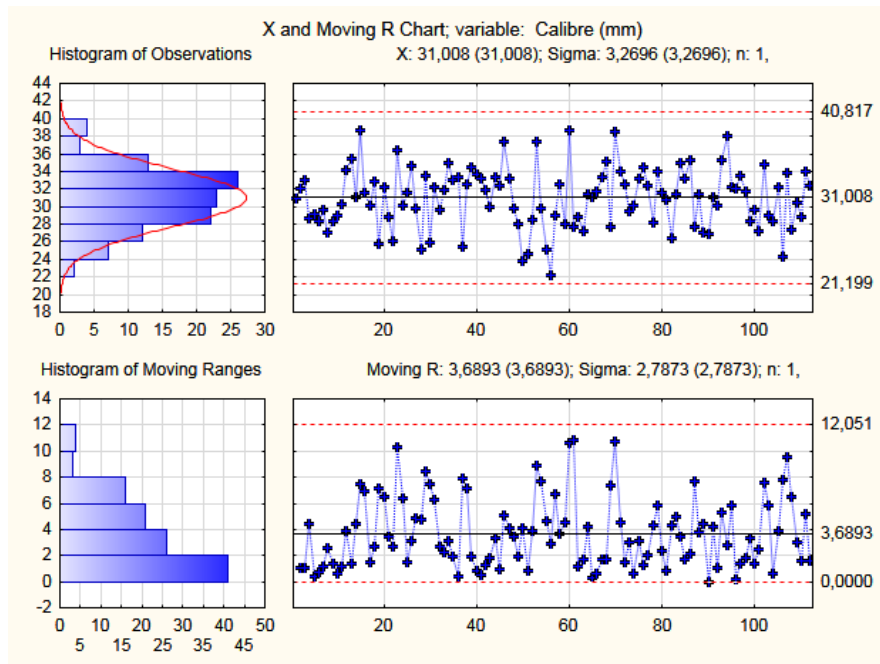 X and Moving R Chart; variable: Calibre (mm)
Histogram of Observations
X: 31,008 (31,008); Sigma: 3,2696 (3,2696); n: 1,
44
42
40
38
36
34
32
30
28
26
24
22
20
18
0 5 10 15 20 25 30
40,817
31,008
21,199
20 40 60 80 100
Histogram of Moving Ranges
Moving R: 3,6893 (3,6893); Sigma: 2,7873 (2,7873); n: 1,
14
12
10
8
6
4
2
0
-2
0 10 20 30 40 50
5 15 25 35 45
12,051
3,6893
0,0000
20 40 60 80 100